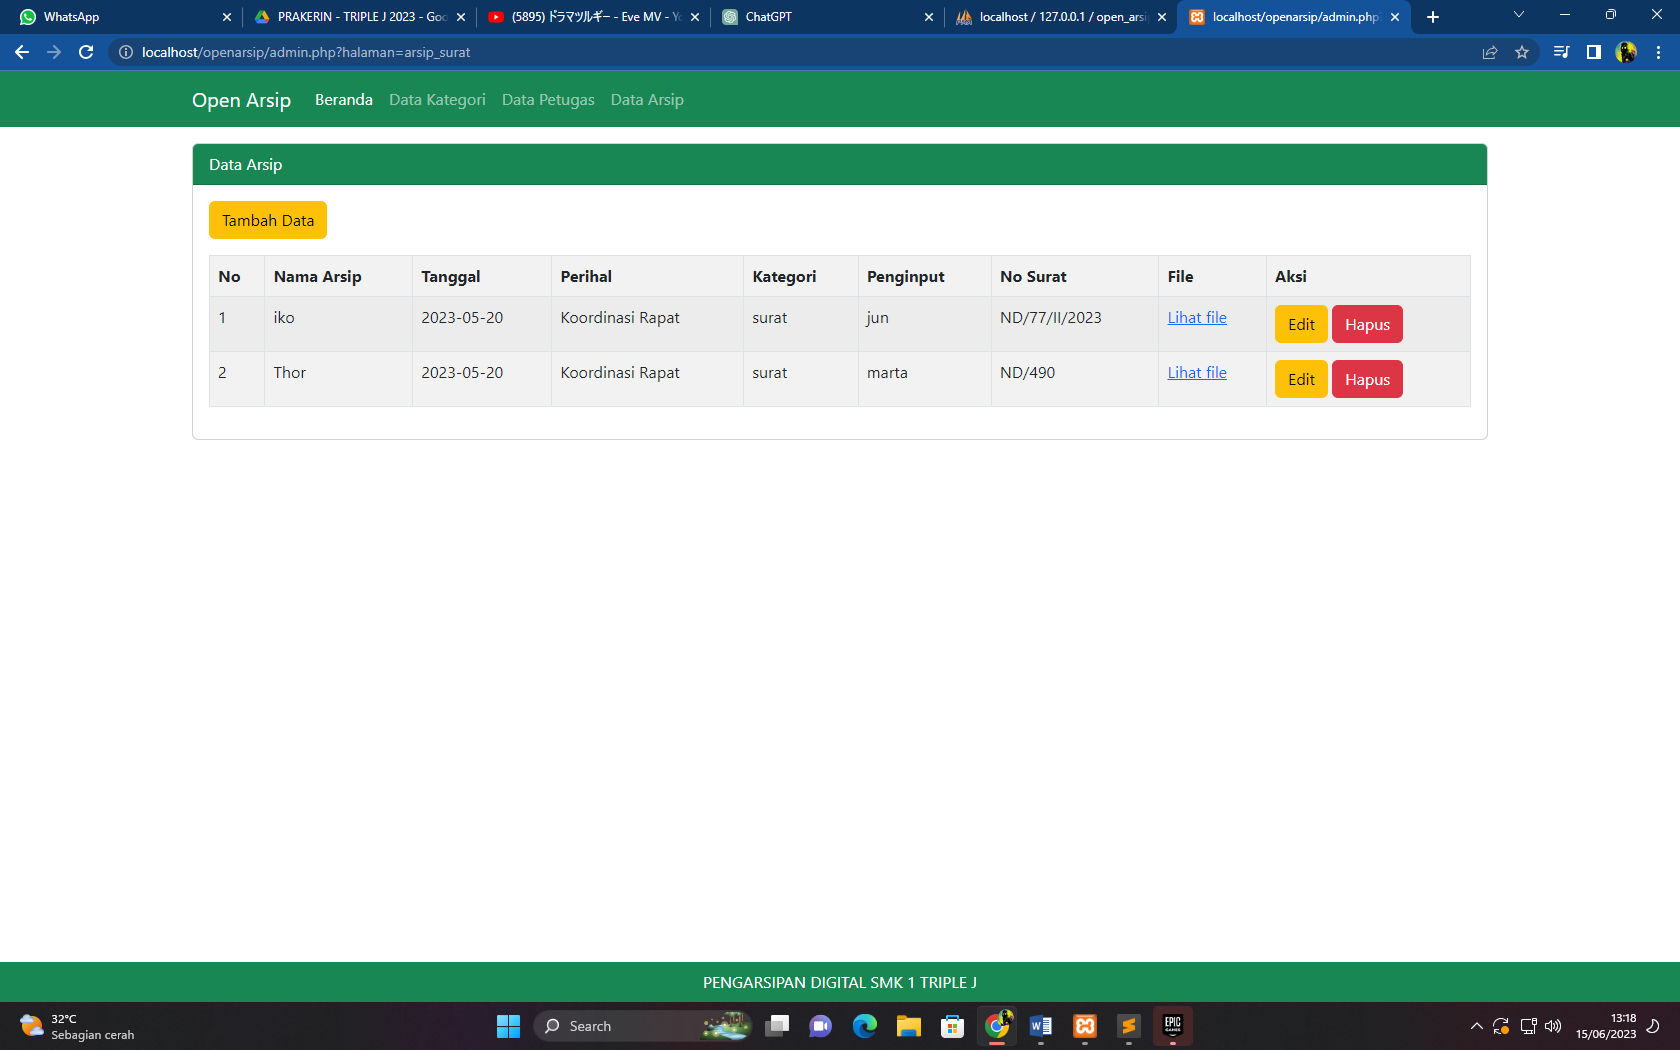 WhatsApp
PRAKERIN - TRIPLE J 2023 - Goo
(5895) ドラマツルギー - Eve MV - Yo
ChatGPT
localhost / 127.0.0.1 / open_arsi
localhost/openarsip/admin.php?
localhost/openarsip/admin.php?halaman=arsip_surat
Open Arsip Beranda Data Kategori Data Petugas Data Arsip
Data Arsip
Tambah Data
No Nama Arsip Tanggal Perihal Kategori Penginput No Surat File Aksi
1 iko 2023-05-20 Koordinasi Rapat surat jun ND/77/II/2023 Lihat file Edit Hapus
2 Thor 2023-05-20 Koordinasi Rapat surat marta ND/490 Lihat file Edit Hapus
PENGARSIPAN DIGITAL SMK 1 TRIPLE J
32°C
Sebagian cerah
Search
EPIC
GAMES
13:18
15/06/2023